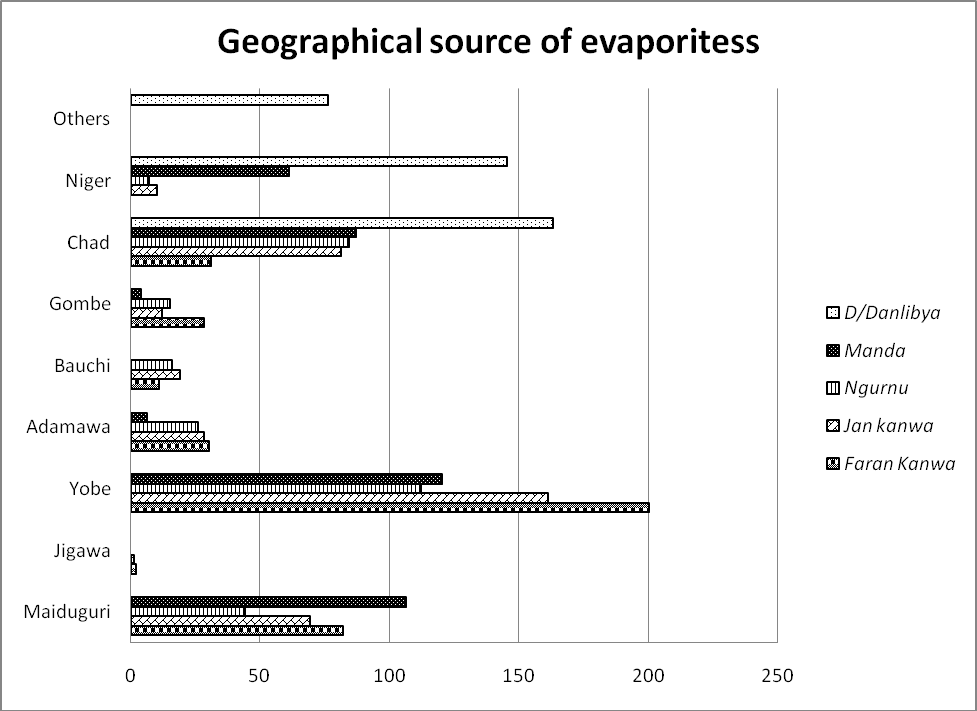 Geographical source of evaporitess
Others
Niger
Chad
Gombe
Bauchi
Adamawa
Yobe
Jigawa
Maiduguri
0 50 100 150 200 250
D/Danlibya
Manda
Ngurnu
Jan kanwa
Faran Kanwa